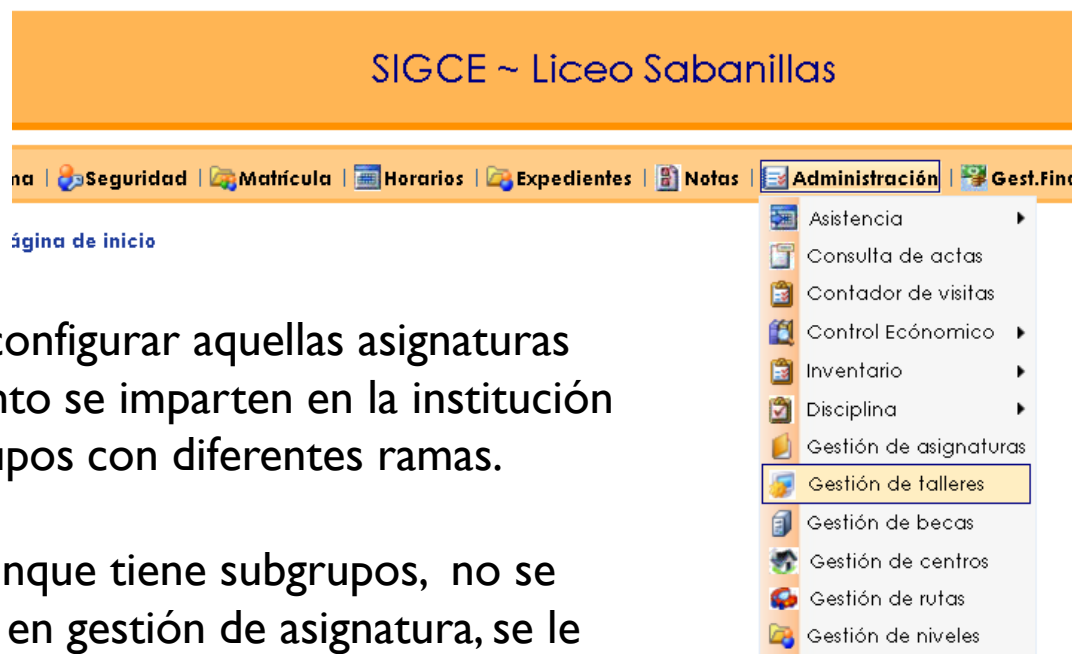 SIGCE ~ Liceo Sabanillas
ma | Seguridad | Matrícula | Horarios | Expedientes | Notas | Administración | Gest.Fin
ágina de inicio
Asistencia
Consulta de actas
Contador de visitas
Control Ecónomico
Inventario
Disciplina
Gestión de asignaturas
Gestión de talleres
Gestión de becas
Gestión de centros
Gestión de rutas
Gestión de niveles
configurar aquellas asignaturas
nto se imparten en la institución
upos con diferentes ramas.
nque tiene subgrupos, no se
en gestión de asignatura, se le